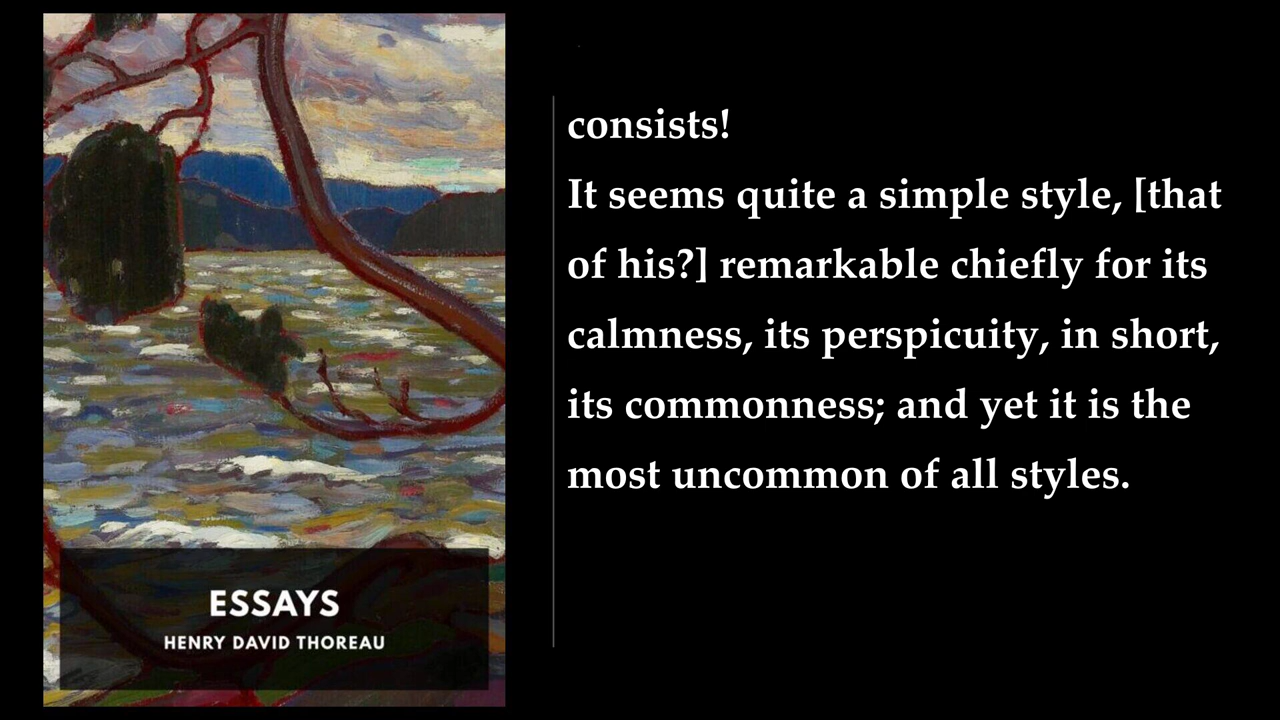 ESSAYS
HENRY DAVID THOREAU
consists!
It seems quite a simple style, [that
of his?] remarkable chiefly for its
calmness, its perspicuity, in short,
its commonness; and yet it is the
most uncommon of all styles.